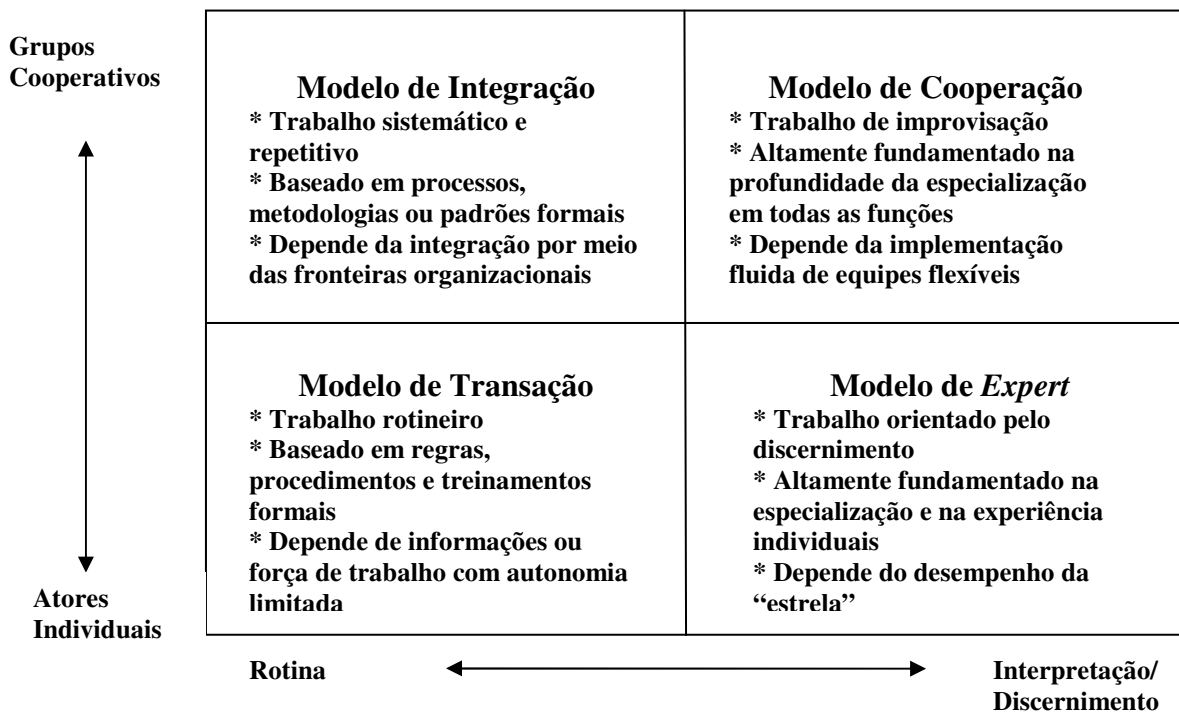 Grupos
Cooperativos
Modelo de Integração
* Trabalho sistemático e
repetitivo
* Baseado em processos,
metodologias ou padrões formais
* Depende da integração por meio
das fronteiras organizacionais
Modelo de Cooperação
* Trabalho de improvisação
* Altamente fundamentado na
profundidade da especialização
em todas as funções
* Depende da implementação
fluida de equipes flexíveis
Modelo de Transação
* Trabalho rotineiro
* Baseado em regras,
procedimentos e treinamentos
formais
* Depende de informações ou
força de trabalho com autonomia
limitada
Modelo de Expert
* Trabalho orientado pelo
discernimento
* Altamente fundamentado na
especialização e na experiência
individuais
* Depende do desempenho da
“estrela”
Atores
Individuais
Rotina
Interpretação/
Discernimento